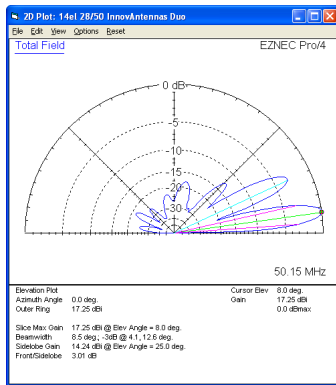 2D Plot: 14el 28/50 InnovAntennas Duo
File Edit View Options Reset
Total Field
EZNEC Pro/4
0 dB
-5
-10
-15
-20
-30
50.15 MHz
Elevation Plot
Azimuth Angle 0.0 deg.
Outer Ring 17.25 dBi
Cursor Elev 8.0 deg.
Gain 17.25 dBi
0.0 dBmax
Slice Max Gain 17.25 dBi @ Elev Angle = 8.0 deg.
Beamwidth 8.5 deg.; -3dB @ 4.1, 12.6 deg.
Sidelobe Gain 14.24 dBi @ Elev Angle = 25.0 deg.
Front/Sidelobe 3.01 dB